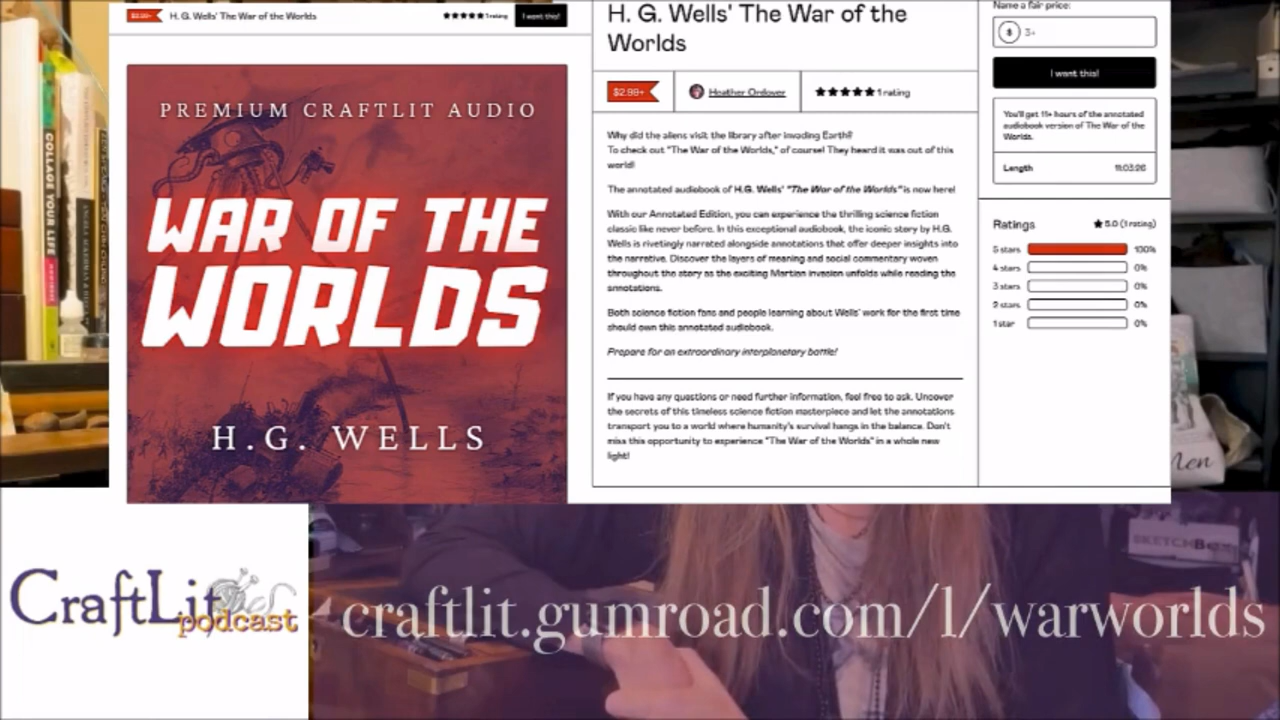 $2.99+
H. G. Wells' The War of the Worlds
1 rating
I want this!
PREMIUM CRAFTLIT AUDIO
WAR OF THE
WORLDS
H.G. WELLS
H. G. Wells' The War of the
Worlds
$2.99+
Heather Ordover
1 rating
Why did the aliens visit the library after invading Earth?
To check out "The War of the Worlds," of course! They heard it was out of this
world!
The annotated audiobook of H.G. Wells' "The War of the Worlds" is now here!
With our Annotated Edition, you can experience the thrilling science fiction
classic like never before. In this exceptional audiobook, the iconic story by H.G.
Wells is rivetingly narrated alongside annotations that offer deeper insights into
the narrative. Discover the layers of meaning and social commentary woven
throughout the story as the exciting Martian invasion unfolds while reading the
annotations.
Both science fiction fans and people learning about Wells' work for the first time
should own this annotated audiobook.
Prepare for an extraordinary interplanetary battle!
If you have any questions or need further information, feel free to ask. Uncover
the secrets of this timeless science fiction masterpiece and let the annotations
transport you to a world where humanity's survival hangs in the balance. Don't
miss this opportunity to experience "The War of the Worlds" in a whole new
light!
Name a fair price:
$ 3+
I want this!
You'll get 11+ hours of the annotated
audiobook version of The War of the
Worlds.
Length 11:03:26
Ratings 5.0 (1 rating)
5 stars 100%
4 stars 0%
3 stars 0%
2 stars 0%
1 star 0%
COLLAGE YOUR LIFE
Men
SKETCHBO
CraftLit
podcast
craftlit.gumroad.com/l/warworlds